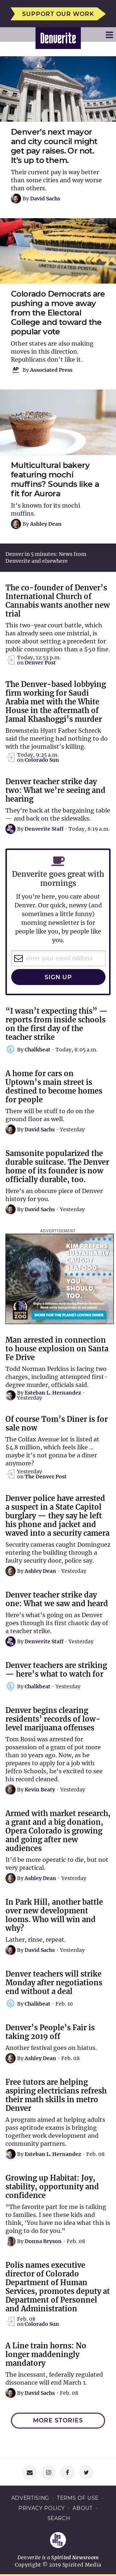 SUPPORT OUR WORK
Denverite
Denver's next mayor
and city council might
get pay raises. Or not.
It's up to them.
Their current pay is way better
than some cities and way worse
than others.
By David Sashs
Colorado Democrats are
pushing a move away
from the Electoral
College and toward the
popular vote
Other states are also making
moves in this direction.
Republicans don't like it.
AP By Associated Press
Multicultural bakery
featuring mochi
muffins? Sounds like a
fit for Aurora
It's known for its mochi
muffins.
By Ashley Dean
Denver in 5 minutes: News from
Denverite and elsewhere
The co-founder of Denver's
International Church of
Cannabis wants another new
trial
This two-year battle, which
has already seen one mistrial, is
all about setting a precedent for
public consumption than a $50 fine.
Today, 12:53 p.m.
on Denver Post
The Denver-based lobbying
firm working for Saudi
Arabia met with the White
House in the aftermath of
Jamal Khashoggi's murder
Brownstein Hyatt Farber Schreck
said the meeting had nothing to do
with the journalist's killing.
Today, 9:25 a.m.
on Colorado Sun
Denver teacher strike day
two: What we're seeing and
hearing
They're back at the bargaining table
— and back on the sidewalks.
By Denverite Staff · Today, 8:19 a.m.
Denverite goes great with
mornings
If you're here, you care about
Denver. Our quick, newsy (and
sometimes a little funny)
morning newsletter is for
people like you, by people like
you.
enter your email address
SIGN UP
“I wasn't expecting this” —
reports from inside schools
on the first day of the
teacher strike
By Chalkbeat · Today, 8:05 a.m.
A home for cars on
Uptown's main street is
destined to become homes
for people
There will be stuff to do on the
ground floor as well.
By David Sachs · Yesterday
Samsonite popularized the
durable suitcase. The Denver
home of its founder is now
officially durable, too.
Here's an obscure piece of Denver
history for you.
By David Sachs · Yesterday
ADVERTISEMENT
KIM PREFERS
SUSTAINABLY
CAUGHT
SEAFOOD-
YOU
SHOULD,
TOO.
DENVER ZOO
MORE FOR THE PLANET-LOVING DINER
Man arrested in connection
to house explosion on Santa
Fe Drive
Todd Norman Perkins is facing two
charges, including attempted first-
degree murder, officials said.
By Esteban L. Hernandez ·
Yesterday
Of course Tom's Diner is for
sale now
The Colfax Avenue lot is listed at
$4.8 million, which feels like ...
maybe it's not gonna be a diner
anymore?
Yesterday
on The Denver Post
Denver police have arrested
a suspect in a State Capitol
burglary — they say he left
his phone and jacket and
waved into a security camera
Security cameras caught Dominguez
entering the building through a
faulty security door, police say.
By Ashley Dean · Yesterday
Denver teacher strike day
one: What we saw and heard
Here's what's going on as Denver
goes through its first chaotic day of
a teacher strike.
By Denverite Staff · Yesterday
Denver teachers are striking
— here's what to watch for
By Chalkbeat · Yesterday
Denver begins clearing
residents' records of low-
level marijuana offenses
Tom Rossi was arrested for
possession of a gram of pot more
than 10 years ago. Now, as he
prepares to apply for a job with
Jeffco Schools, he's excited to see
his record cleaned.
By Kevin Beaty · Yesterday
Armed with market research,
a grant and a big donation,
Opera Colorado is growing
and going after new
audiences
It'd be more operatic to die, but not
very practical.
By Ashley Dean · Yesterday
In Park Hill, another battle
over new development
looms. Who will win and
why?
Lather, rinse, repeat.
By David Sachs · Yesterday
Denver teachers will strike
Monday after negotiations
end without a deal
By Chalkbeat · Feb. 10
Denver's People's Fair is
taking 2019 off
Another festival goes on hiatus.
By Ashley Dean · Feb. 08
Free tutors are helping
aspiring electricians refresh
their math skills in metro
Denver
A program aimed at helping adults
pass aptitude exams is bringing
together work development and
community partners.
By Esteban L. Hernandez · Feb. 08
Growing up Habitat: Joy,
stability, opportunity and
confidence
“The favorite part for me is talking
to families. I see these kids and
think, ‘You have no idea what this is
going to do for you.”
By Donna Bryson · Feb. 08
Polis names executive
director of Colorado
Department of Human
Services, promotes deputy at
Department of Personnel
and Administration
Feb. 08
on Colorado Sun
A Line train horns: No
longer maddeningly
mandatory
The incessant, federally regulated
dissonance will end March 1.
By David Sachs · Feb. 08
MORE STORIES
ADVERTISING · TERMS OF USE ·
PRIVACY POLICY · ABOUT ·
SEARCH
Denverite is a Spirited Newsroom
Copyright © 2019 Spirited Media